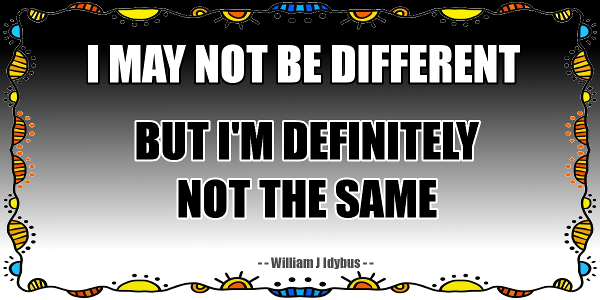 I MAY NOT BE DIFFERENT
BUT I'M DEFINITELY
NOT THE SAME
- - William J Idybus - -